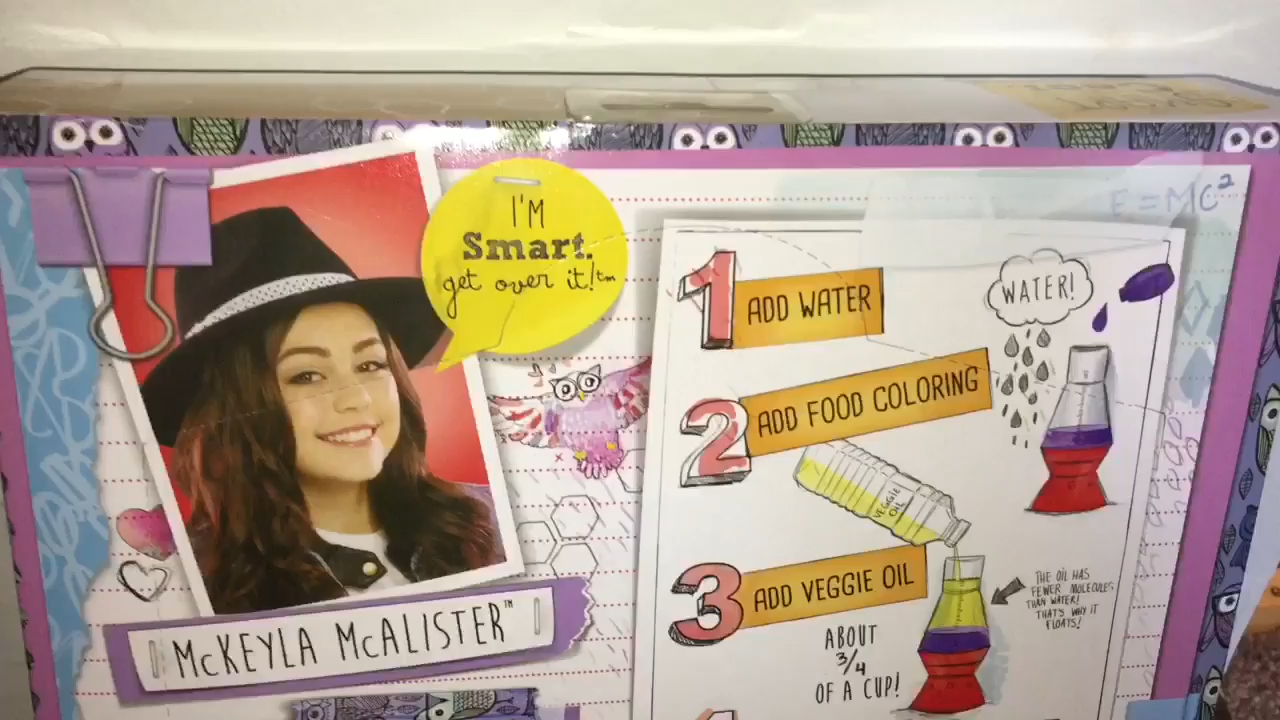 I'M
Smart.
get over it!™
McKEYLA McALISTER™
E=MC²
1 ADD WATER
WATER!
2 ADD FOOD COLORING
VEGGIE
OIL
3 ADD VEGGIE OIL
ABOUT
3/4
OF A CUP!
THE OIL HAS
FEWER MOLECULES
THAN WATER!
THAT'S WHY IT
FLOATS!